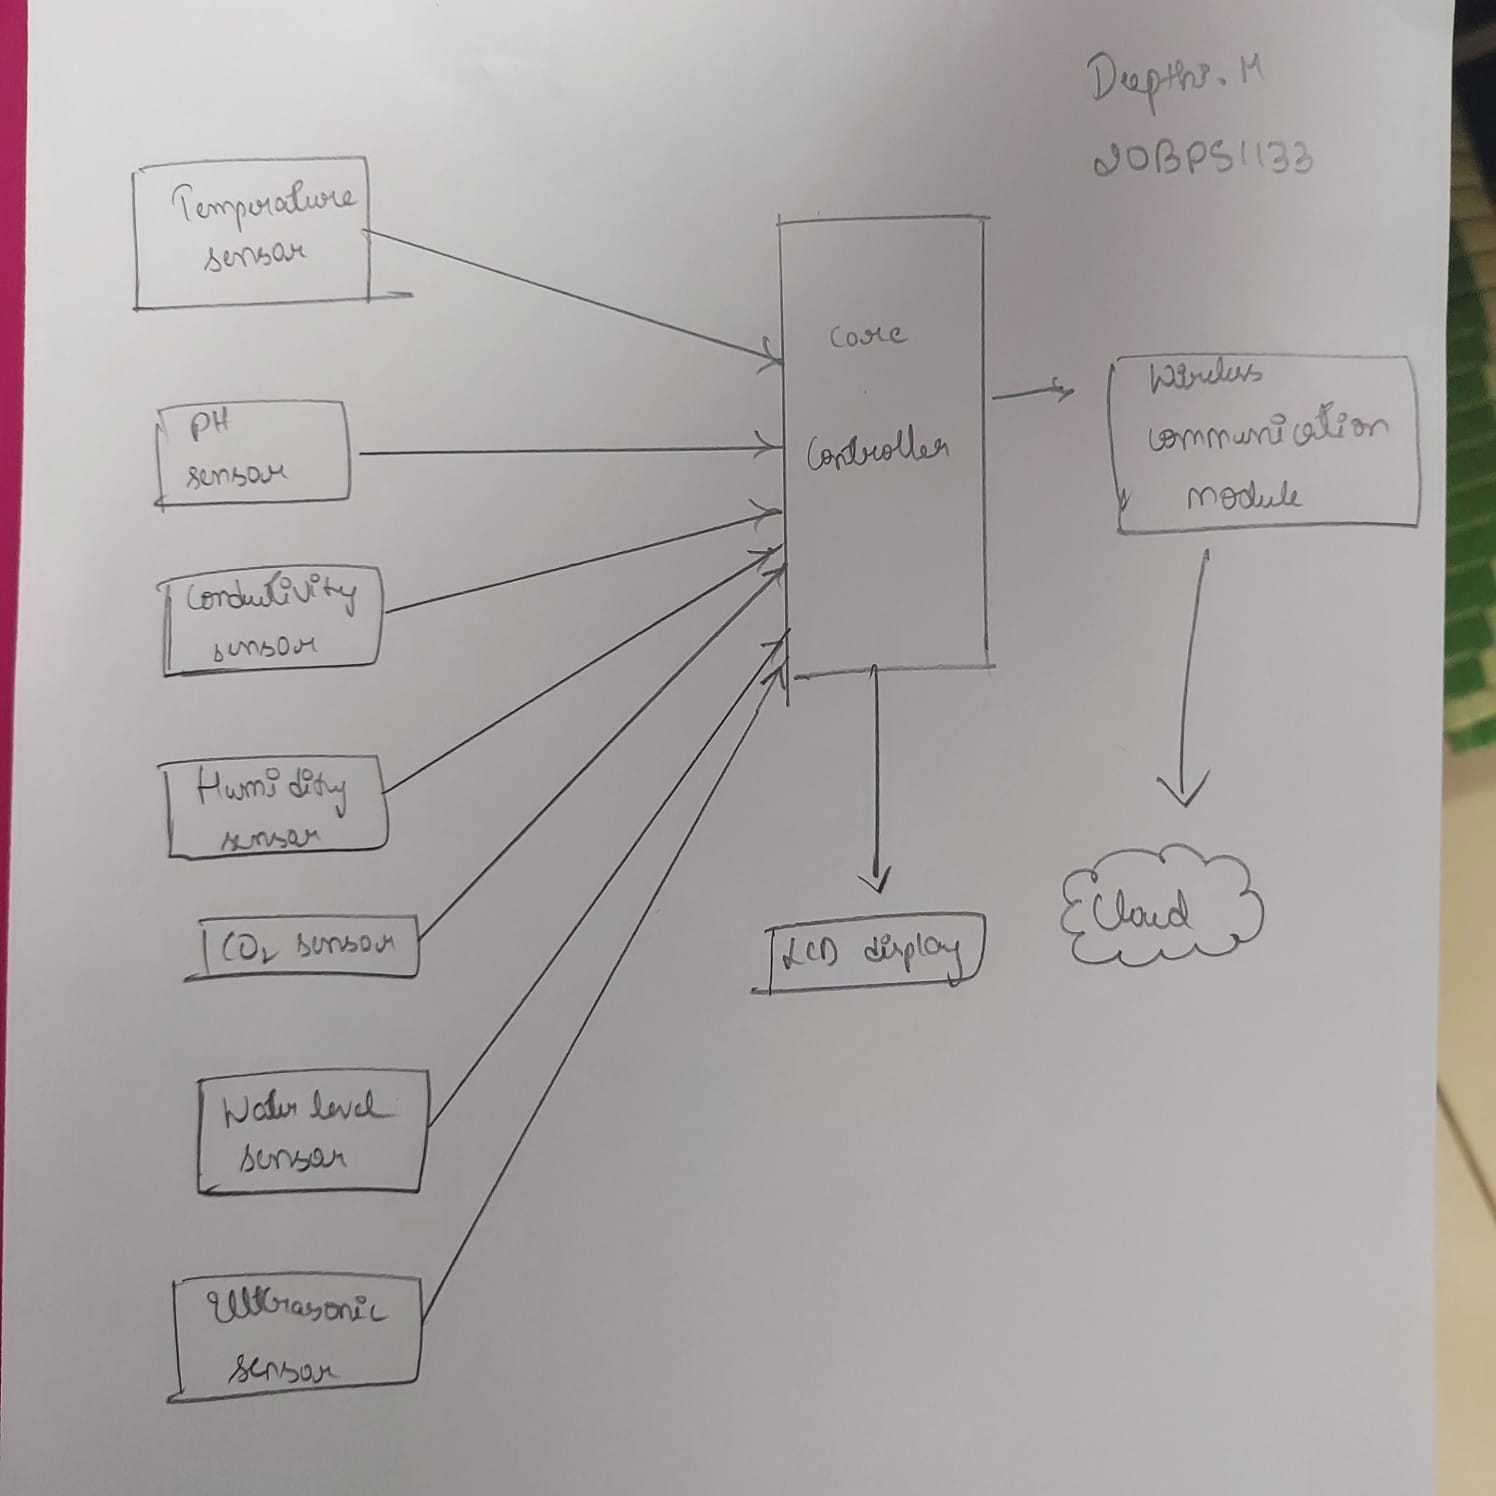 Deepthi. M
20BPS1133
Temperature
sensor
PH
sensor
Conductivity
sensor
Humidity
sensor
CO₂ sensor
Water level
sensor
Ultrasonic
sensor
Core
Controller
Wireless
communication
module
LCD display
Cloud